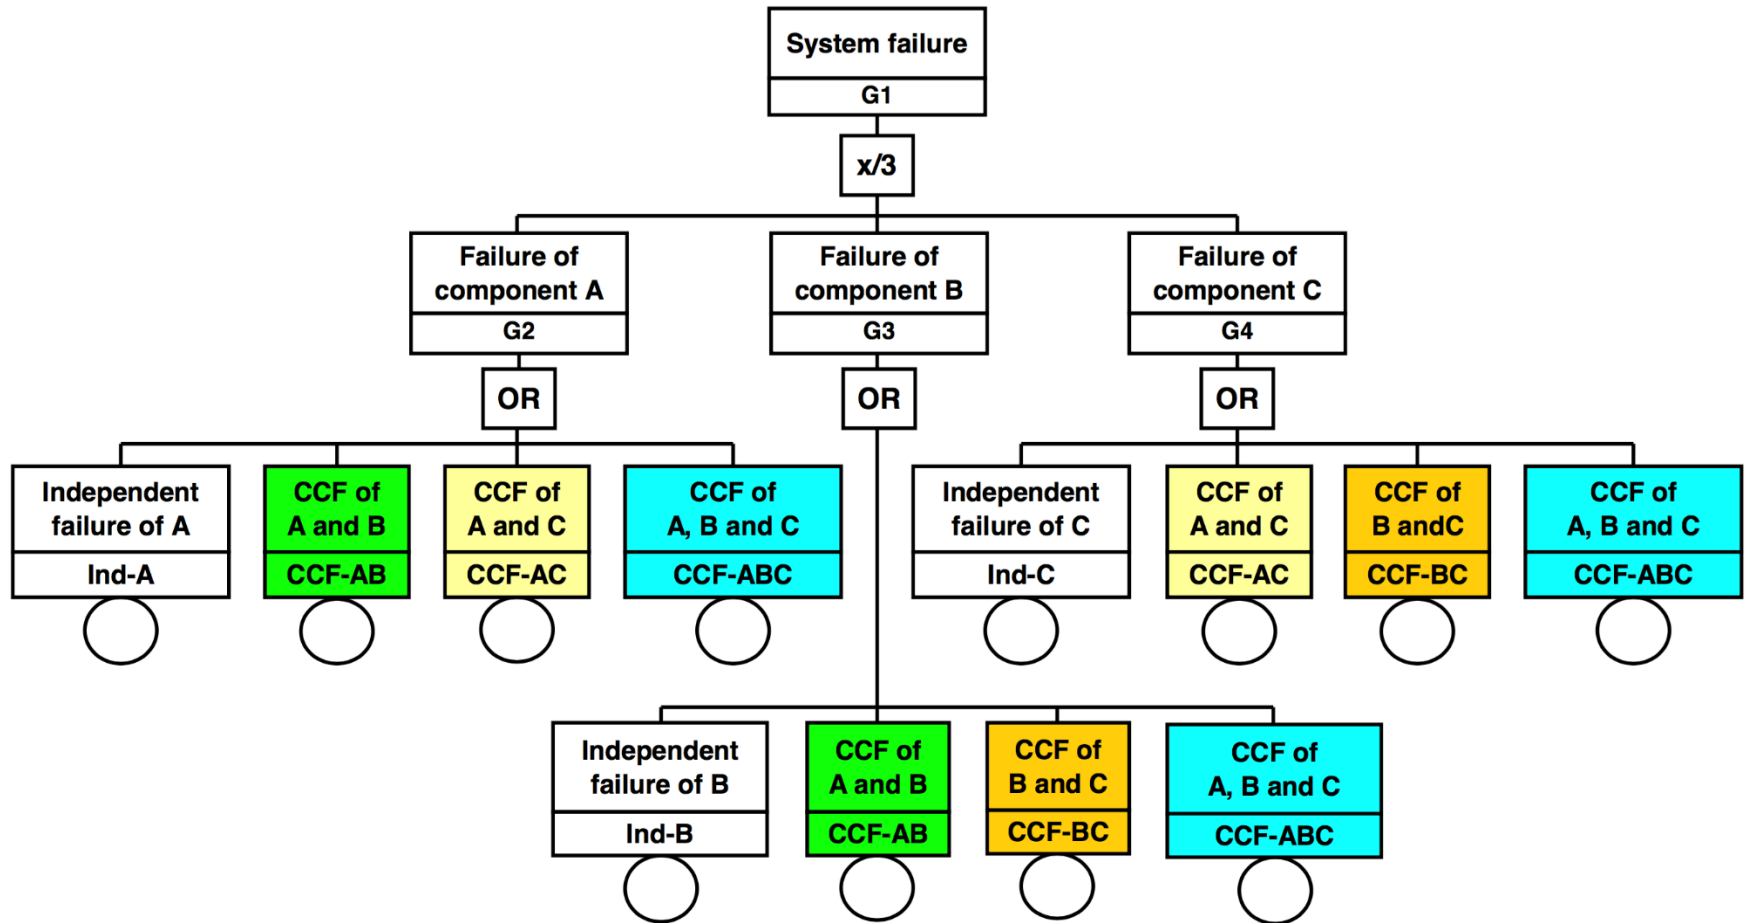 System failure
G1
x/3
Failure of
component A
G2
Failure of
component B
G3
Failure of
component C
G4
OR
OR
OR
Independent
failure of A
Ind-A
CCF of
A and B
CCF-AB
CCF of
A and C
CCF-AC
CCF of
A, B and C
CCF-ABC
Independent
failure of C
Ind-C
CCF of
A and C
CCF-AC
CCF of
B andC
CCF-BC
CCF of
A, B and C
CCF-ABC
Independent
failure of B
Ind-B
CCF of
A and B
CCF-AB
CCF of
B and C
CCF-BC
CCF of
A, B and C
CCF-ABC